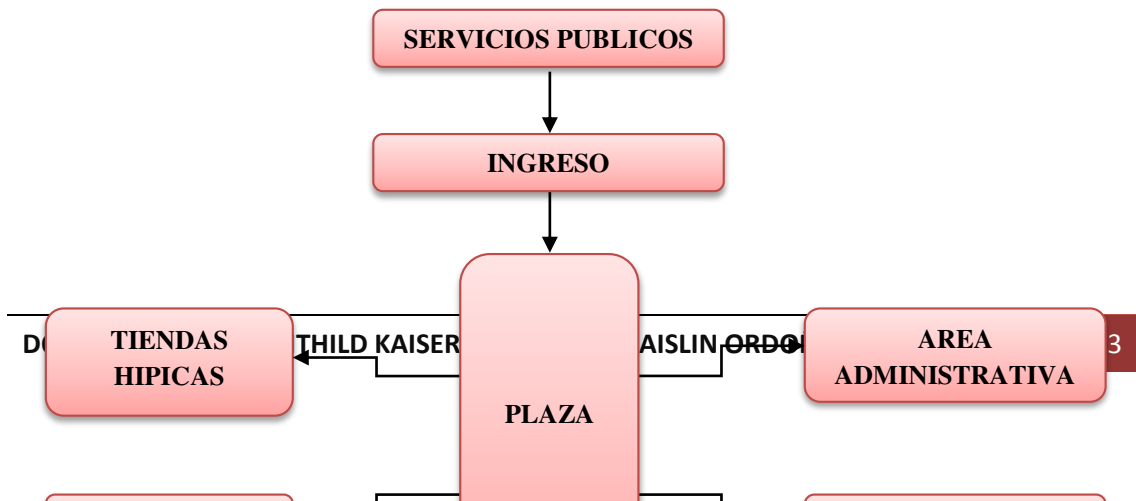 SERVICIOS PUBLICOS
INGRESO
TIENDAS
HIPICAS
THILD KAISER
AISLIN
AREA
ADMINISTRATIVA
3
PLAZA